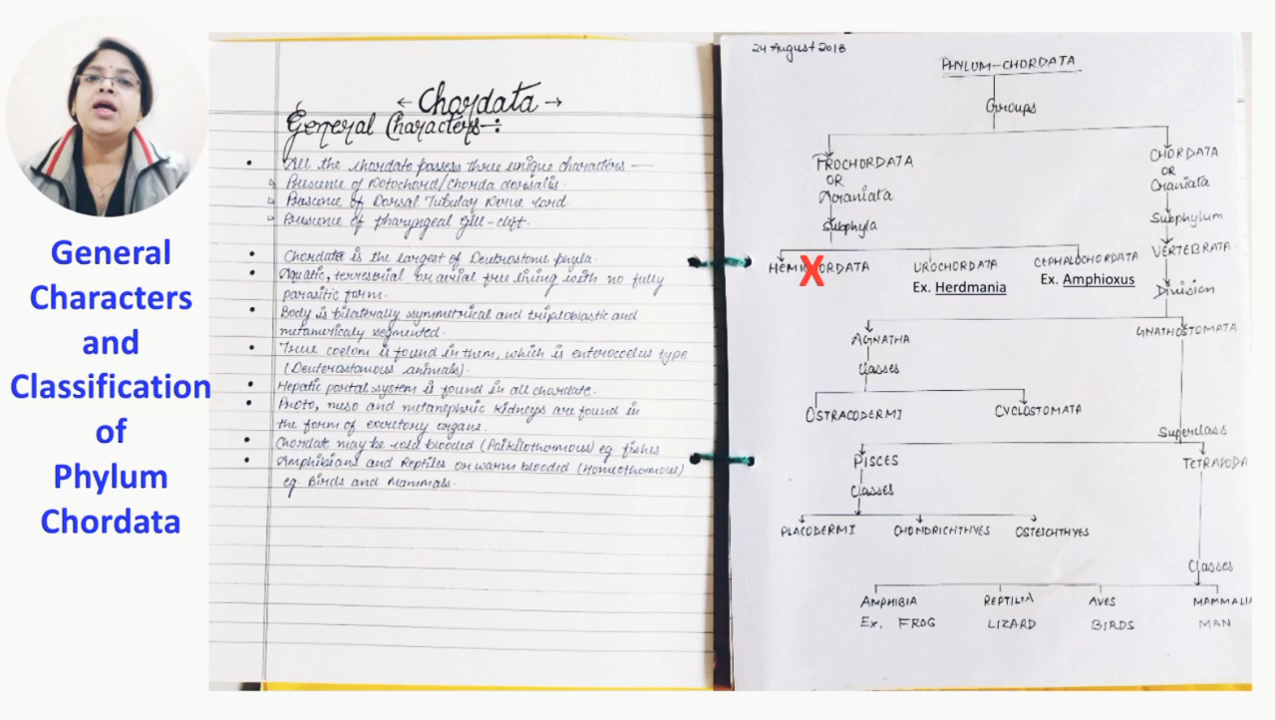 General
Characters
and
Classification
of
Phylum
Chordata
← Chordata →
General Characters:
• All the chordate possess three unique characters —
Presence of Notochord/Chorda dorsalis.
Presence of Dorsal Tubular Nerve Cord
Presence of pharyngeal gill-cleft.
• Chordate is the largest of Deutrostome phyla.
• Aquatic, terrestrial or arial free living with no fully
parasitic form.
• Body is bilaterally symmetrical and triploblastic and
metamericaly segmented.
• True coelom is found in them, which is enterocoelus type
(Deuterostomous animals).
• Hepatic portal system is found in all chordate.
• Proto, meso and metanephric kidneys are found in
the form of excretory organs.
• Chordate may be cold blooded (Poikilothermous) eg. fishes
• Amphibians and Reptiles or warm blooded (Homeothermous)
eg. Birds and Mammals.
24 August 2018
PHYLUM-CHORDATA
Groups
PROCHORDATA
OR
Acraniata
Subphyla
CHORDATA
OR
Craniata
Subphylum
VERTEBRATA
Division
HEMICHORDATA
X
UROCHORDATA
Ex. Herdmania
CEPHALOCHORDATA
Ex. Amphioxus
AGNATHA
Classes
GNATHOSTOMATA
OSTRACODERMI
CYCLOSTOMATA
Superclass
PISCES
Classes
TETRAPODA
PLACODERMI
CHONDRICHTHYES
OSTEICHTHYES
Classes
AMPHIBIA REPTILIA AVES MAMMALIA
Ex. FROG LIZARD BIRDS MAN